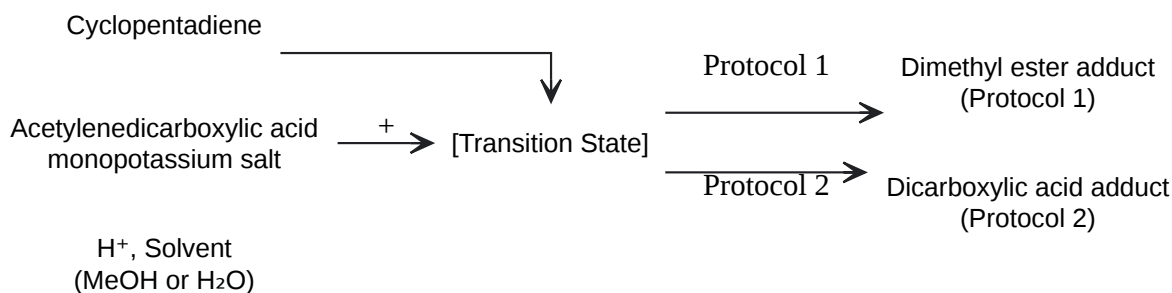 Cyclopentadiene
Acetylenedicarboxylic acid
monopotassium salt
+
[Transition State]
Protocol 1
Protocol 2
Dimethyl ester adduct
(Protocol 1)
Dicarboxylic acid adduct
(Protocol 2)
H⁺, Solvent
(MeOH or H₂O)